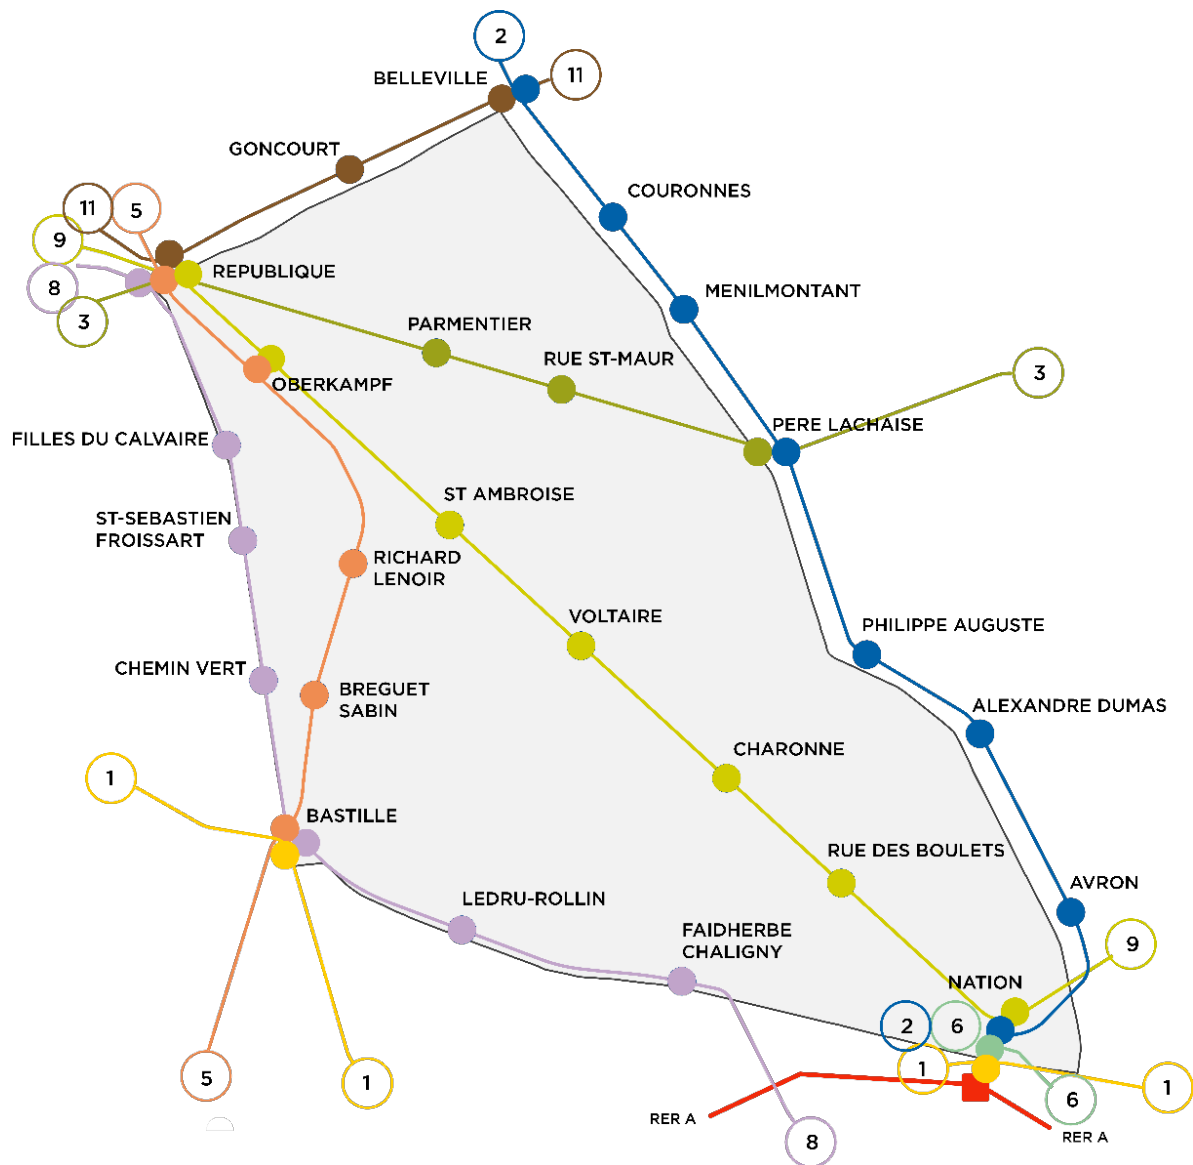 2
11
BELLEVILLE
GONCOURT
COURONNES
11
5
9
REPUBLIQUE
8
3
MENILMONTANT
PARMENTIER
RUE ST-MAUR
3
OBERKAMPF
PERE LACHAISE
FILLES DU CALVAIRE
ST AMBROISE
ST-SEBASTIEN
FROISSART
RICHARD
LENOIR
VOLTAIRE
PHILIPPE AUGUSTE
CHEMIN VERT
BREGUET
SABIN
ALEXANDRE DUMAS
CHARONNE
1
BASTILLE
RUE DES BOULETS
AVRON
LEDRU-ROLLIN
FAIDHERBE
CHALIGNY
9
NATION
2
6
1
5
1
1
6
RER A
RER A
8